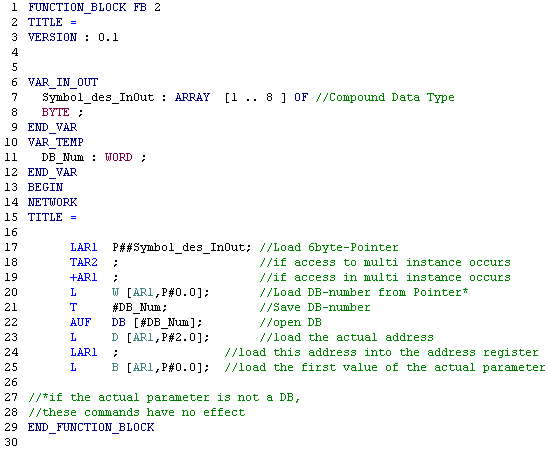 1 FUNCTION_BLOCK FB 2
2 TITLE =
3 VERSION : 0.1
4
5
6 VAR_IN_OUT
7 Symbol_des_InOut : ARRAY [1 .. 8 ] OF //Compound Data Type
8 BYTE ;
9 END_VAR
10 VAR_TEMP
11 DB_Num : WORD ;
12 END_VAR
13 BEGIN
14 NETWORK
15 TITLE =
16
17 LAR1 P##Symbol_des_InOut; //Load 6byte-Pointer
18 TAR2 ; //if access to multi instance occurs
19 +AR1 ; //if access in multi instance occurs
20 L W [AR1,P#0.0]; //Load DB-number from Pointer*
21 T #DB_Num; //Save DB-number
22 AUF DB [#DB_Num]; //open DB
23 L D [AR1,P#2.0]; //load the actual address
24 LAR1 ; //load this address into the address register
25 L B [AR1,P#0.0]; //load the first value of the actual parameter
26
27 //*if the actual parameter is not a DB,
28 //these commands have no effect
29 END_FUNCTION_BLOCK
30